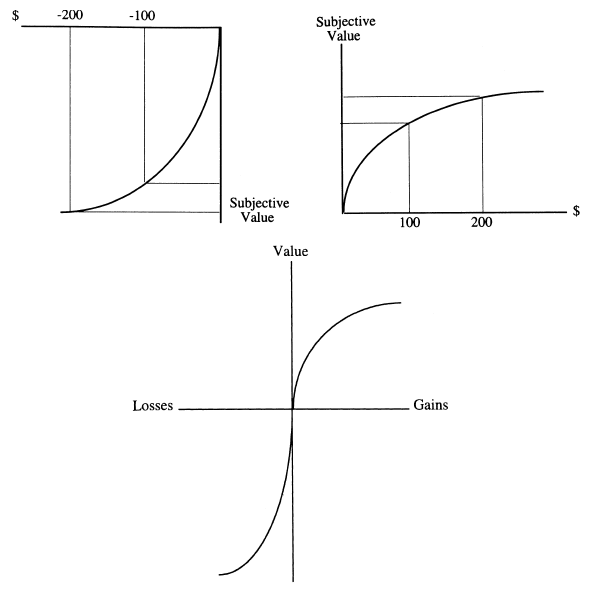 $ -200 -100
Subjective
Value
Subjective
Value
100 200 $
Value
Losses Gains